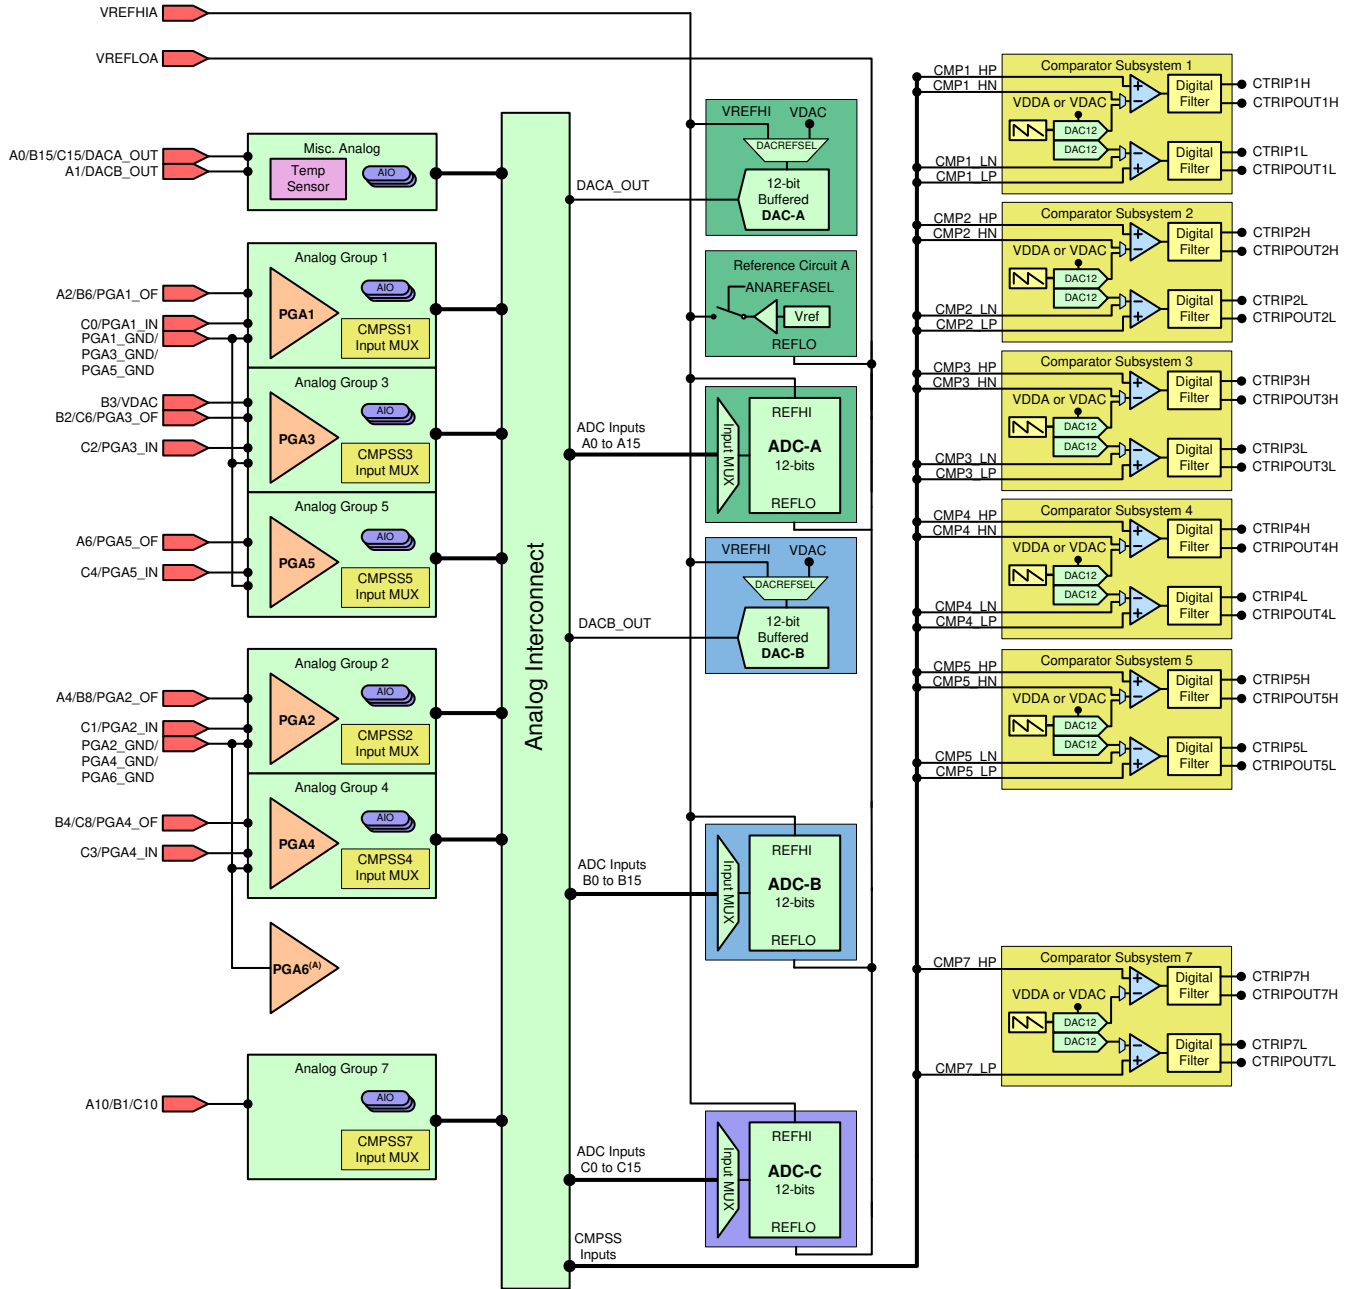 VREFHIA
VREFLOA
A0/B15/C15/DACA_OUT
A1/DACB_OUT
Misc. Analog
Temp
Sensor
AIO
Analog Group 1
PGA1
AIO
CMPSS1
Input MUX
A2/B6/PGA1_OF
C0/PGA1_IN
PGA1_GND/
PGA3_GND/
PGA5_GND
Analog Group 3
PGA3
AIO
CMPSS3
Input MUX
B3/VDAC
B2/C6/PGA3_OF
C2/PGA3_IN
Analog Group 5
PGA5
AIO
CMPSS5
Input MUX
A6/PGA5_OF
C4/PGA5_IN
Analog Group 2
PGA2
AIO
CMPSS2
Input MUX
A4/B8/PGA2_OF
C1/PGA2_IN
PGA2_GND/
PGA4_GND/
PGA6_GND
Analog Group 4
PGA4
AIO
CMPSS4
Input MUX
B4/C8/PGA4_OF
C3/PGA4_IN
PGA6(A)
Analog Group 7
AIO
CMPSS7
Input MUX
A10/B1/C10
Analog Interconnect
VREFHI
VDAC
DACREFSEL
12-bit
Buffered
DAC-A
DACA_OUT
Reference Circuit A
ANAREFASEL
Vref
REFLO
ADC Inputs
A0 to A15
Input MUX
REFHI
ADC-A
12-bits
REFLO
VREFHI
VDAC
DACREFSEL
12-bit
Buffered
DAC-B
DACB_OUT
ADC Inputs
B0 to B15
Input MUX
REFHI
ADC-B
12-bits
REFLO
ADC Inputs
C0 to C15
Input MUX
REFHI
ADC-C
12-bits
REFLO
CMPSS
Inputs
Comparator Subsystem 1
CMP1_HP
CMP1_HN
VDDA or VDAC
DAC12
DAC12
CMP1_LN
CMP1_LP
Digital
Filter
Digital
Filter
CTRIP1H
CTRIPOUT1H
CTRIP1L
CTRIPOUT1L
Comparator Subsystem 2
CMP2_HP
CMP2_HN
VDDA or VDAC
DAC12
DAC12
CMP2_LN
CMP2_LP
Digital
Filter
Digital
Filter
CTRIP2H
CTRIPOUT2H
CTRIP2L
CTRIPOUT2L
Comparator Subsystem 3
CMP3_HP
CMP3_HN
VDDA or VDAC
DAC12
DAC12
CMP3_LN
CMP3_LP
Digital
Filter
Digital
Filter
CTRIP3H
CTRIPOUT3H
CTRIP3L
CTRIPOUT3L
Comparator Subsystem 4
CMP4_HP
CMP4_HN
VDDA or VDAC
DAC12
DAC12
CMP4_LN
CMP4_LP
Digital
Filter
Digital
Filter
CTRIP4H
CTRIPOUT4H
CTRIP4L
CTRIPOUT4L
Comparator Subsystem 5
CMP5_HP
CMP5_HN
VDDA or VDAC
DAC12
DAC12
CMP5_LN
CMP5_LP
Digital
Filter
Digital
Filter
CTRIP5H
CTRIPOUT5H
CTRIP5L
CTRIPOUT5L
Comparator Subsystem 7
CMP7_HP
VDDA or VDAC
DAC12
DAC12
CMP7_LP
Digital
Filter
Digital
Filter
CTRIP7H
CTRIPOUT7H
CTRIP7L
CTRIPOUT7L